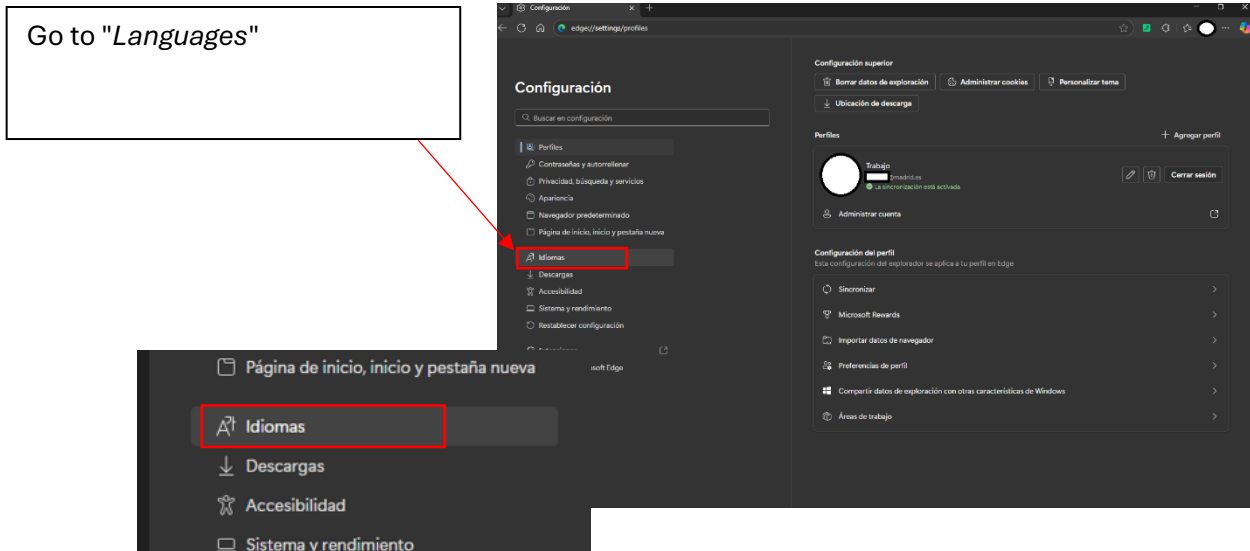 Go to "Languages"
Configuración
edge://settings/profiles
Configuración
Buscar en configuración
Perfiles
Contraseñas y autorrellenar
Privacidad, búsqueda y servicios
Apariencia
Navegador predeterminado
Página de inicio, inicio y pestaña nueva
Idiomas
Descargas
Accesibilidad
Sistema y rendimiento
Restablecer configuración
Configuración superior
Borrar datos de exploración
Administrar cookies
Personalizar tema
Ubicación de descarga
Perfiles
Agregar perfil
Trabajo
@madrid.es
La sincronización está activada
Cerrar sesión
Administrar cuenta
Configuración del perfil
Esta configuración del explorador se aplica a tu perfil en Edge
Sincronizar
Microsoft Rewards
Importar datos de navegador
Preferencias de perfil
Compartir datos de exploración con otras características de Windows
Áreas de trabajo
osoft Edge
Página de inicio, inicio y pestaña nueva
Idiomas
Descargas
Accesibilidad
Sistema y rendimiento